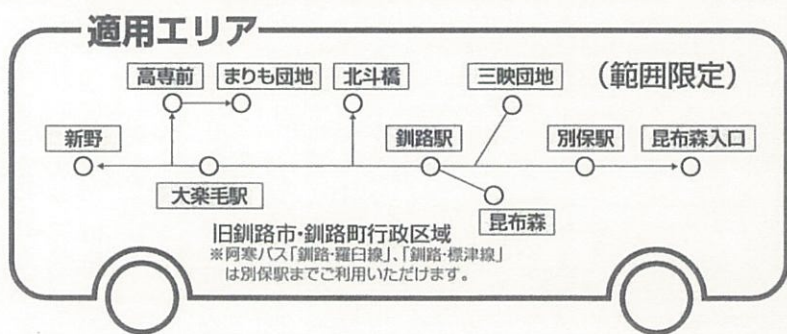 適用エリア
高専前
まりも団地
北斗橋
三映団地
(範囲限定)
新野
釧路駅
別保駅
昆布森入口
大楽毛駅
昆布森
旧釧路市・釧路町行政区域
※阿寒バス「釧路・羅臼線」、「釧路・標津線」
は別保駅までご利用いただけます。